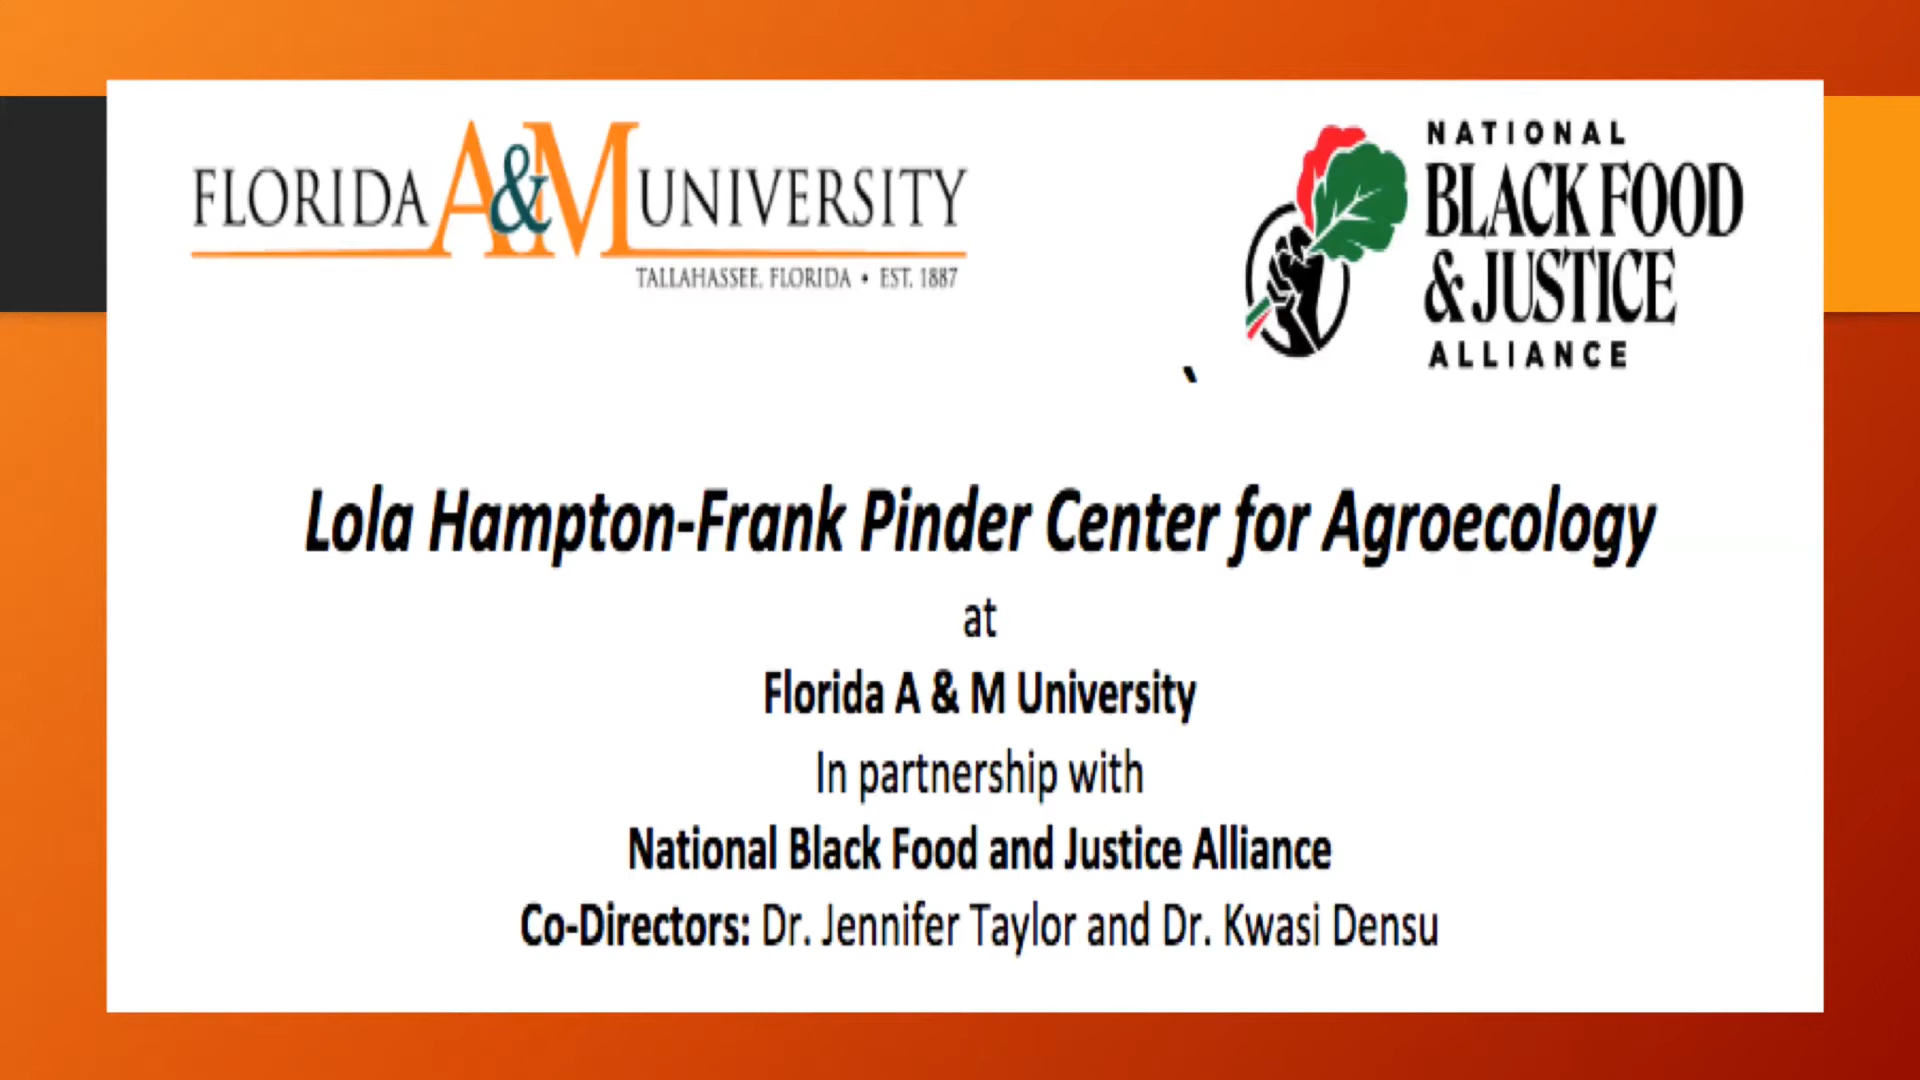 FLORIDA A&M UNIVERSITY
TALLAHASSEE, FLORIDA • EST. 1887
NATIONAL
BLACK FOOD
& JUSTICE
ALLIANCE
Lola Hampton-Frank Pinder Center for Agroecology
at
Florida A & M University
In partnership with
National Black Food and Justice Alliance
Co-Directors: Dr. Jennifer Taylor and Dr. Kwasi Densu